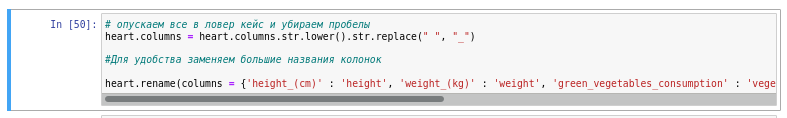 In [50]: # опускаем все в ловер кейс и убираем пробелы
heart.columns = heart.columns.str.lower().str.replace(" ", "_")
#Для удобства заменяем большие названия колонок
heart.rename(columns = {'height_(cm)' : 'height', 'weight_(kg)' : 'weight', 'green_vegetables_consumption' : 'vege